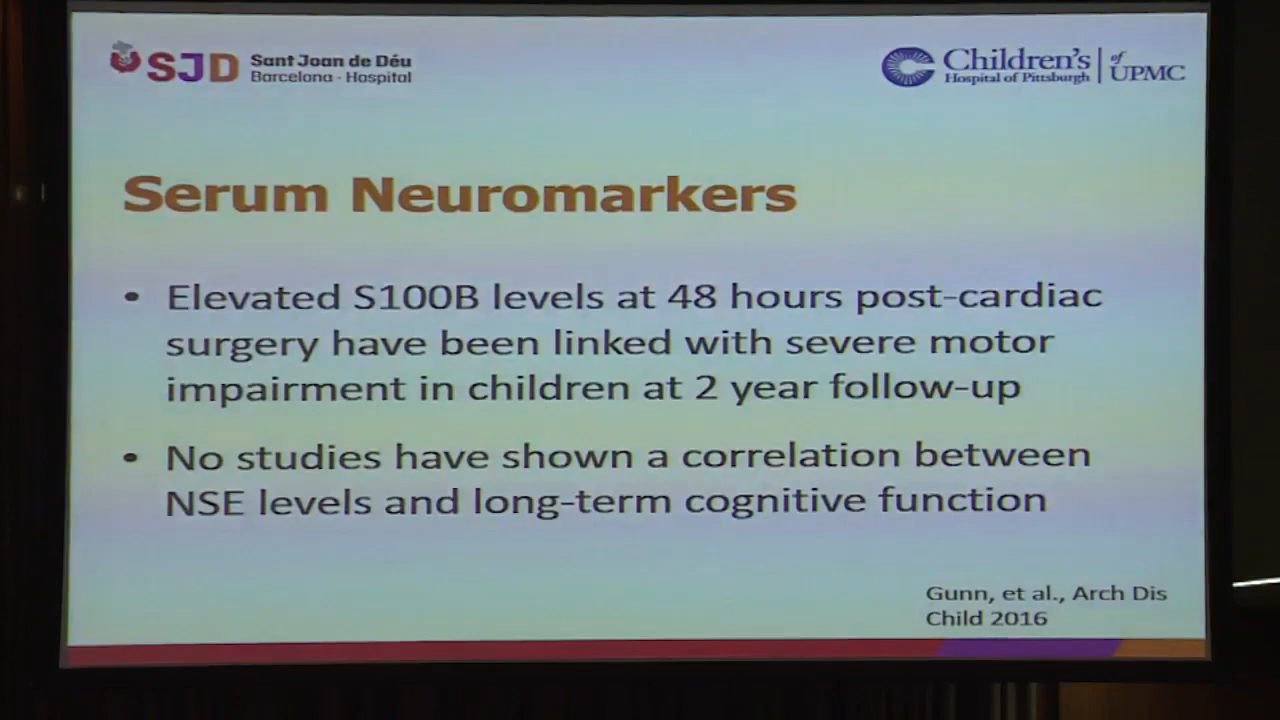 SJD Sant Joan de Déu
Barcelona · Hospital
Children's of
Hospital of Pittsburgh UPMC
Serum Neuromarkers
• Elevated S100B levels at 48 hours post-cardiac
surgery have been linked with severe motor
impairment in children at 2 year follow-up
• No studies have shown a correlation between
NSE levels and long-term cognitive function
Gunn, et al., Arch Dis
Child 2016